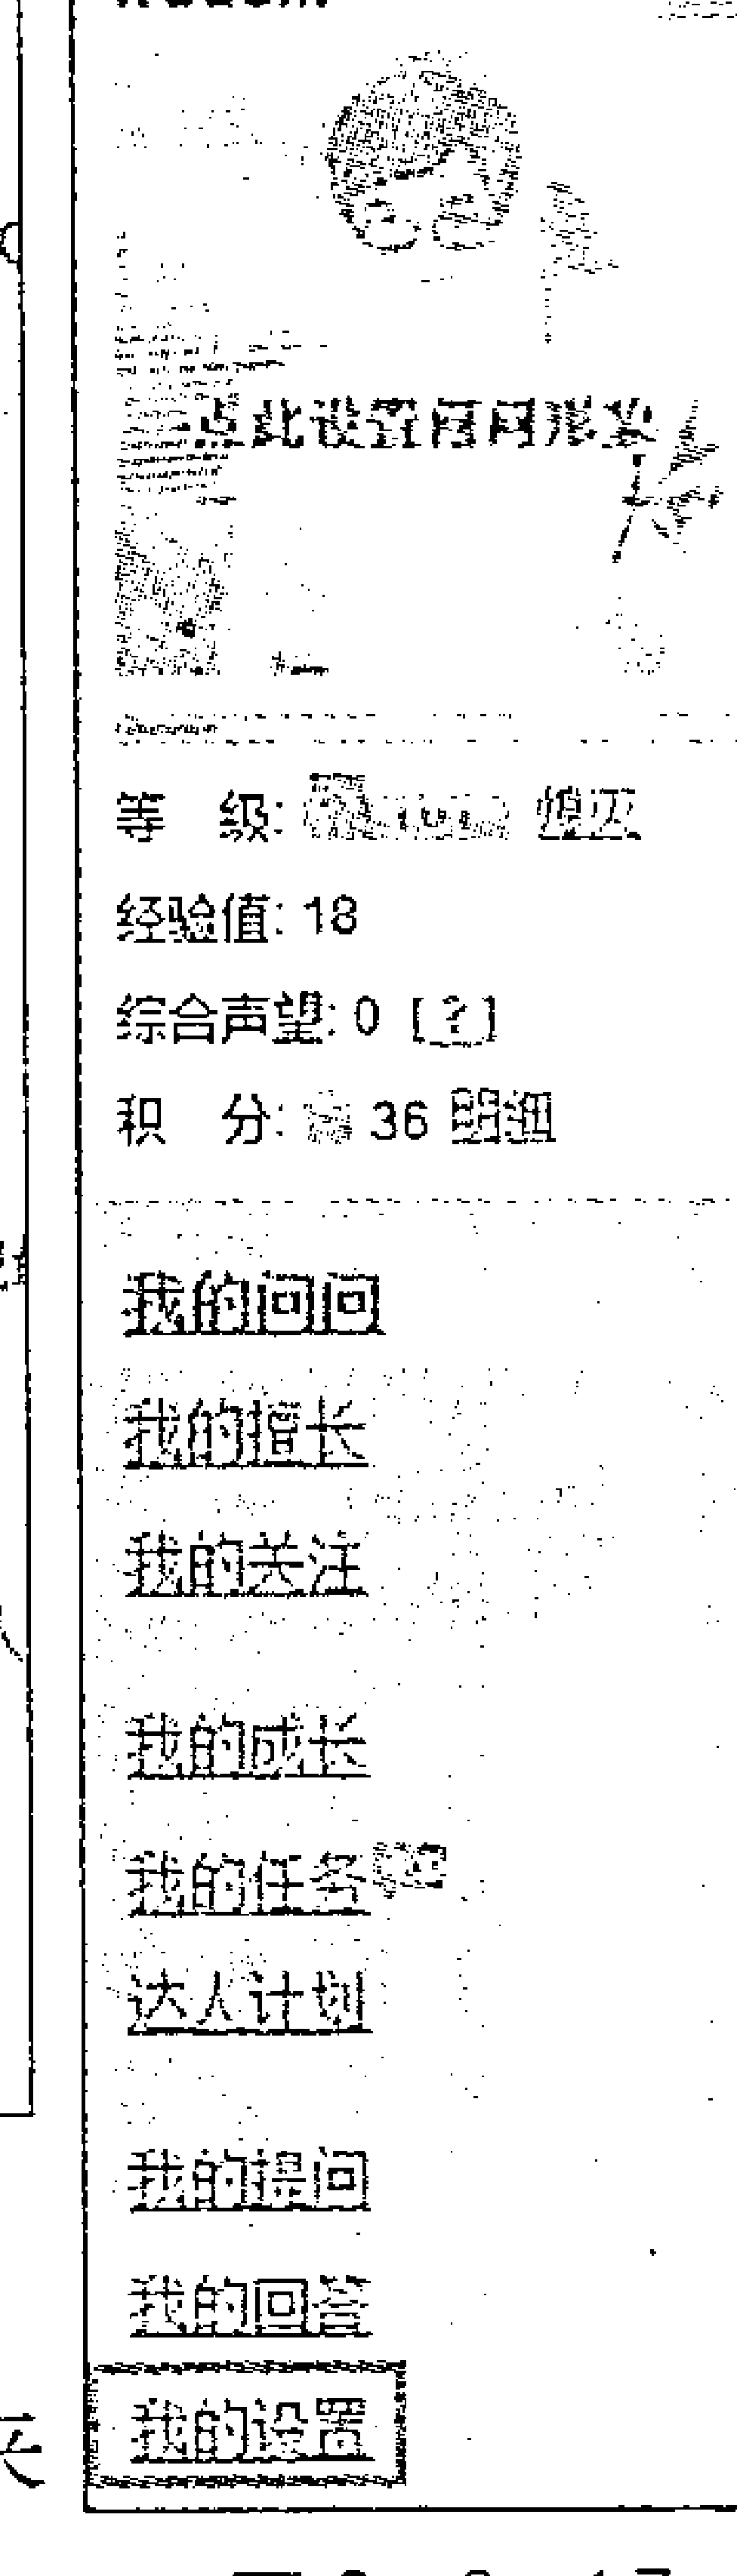 点此设置问问形象
等 级:
经验值: 18
综合声望: 0 [?]
积 分: 36 明细
我的问问
我的擅长
我的关注
我的成长
我的任务
达人计划
我的提问
我的回答
我的设置